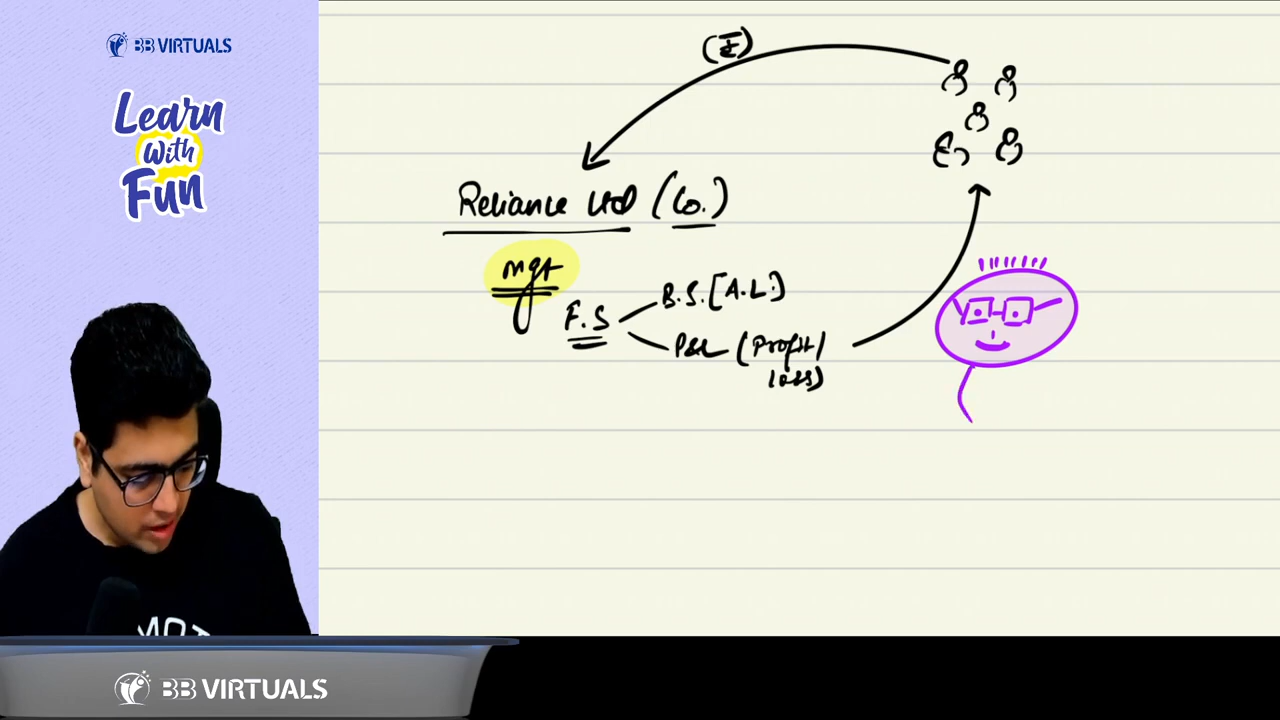 BB VIRTUALS
Learn
With
Fun
(₹)
Reliance Ltd (Co.)
mgt
F.S
B.S. [A.L.]
P&L (Profit/
loss)
BB VIRTUALS